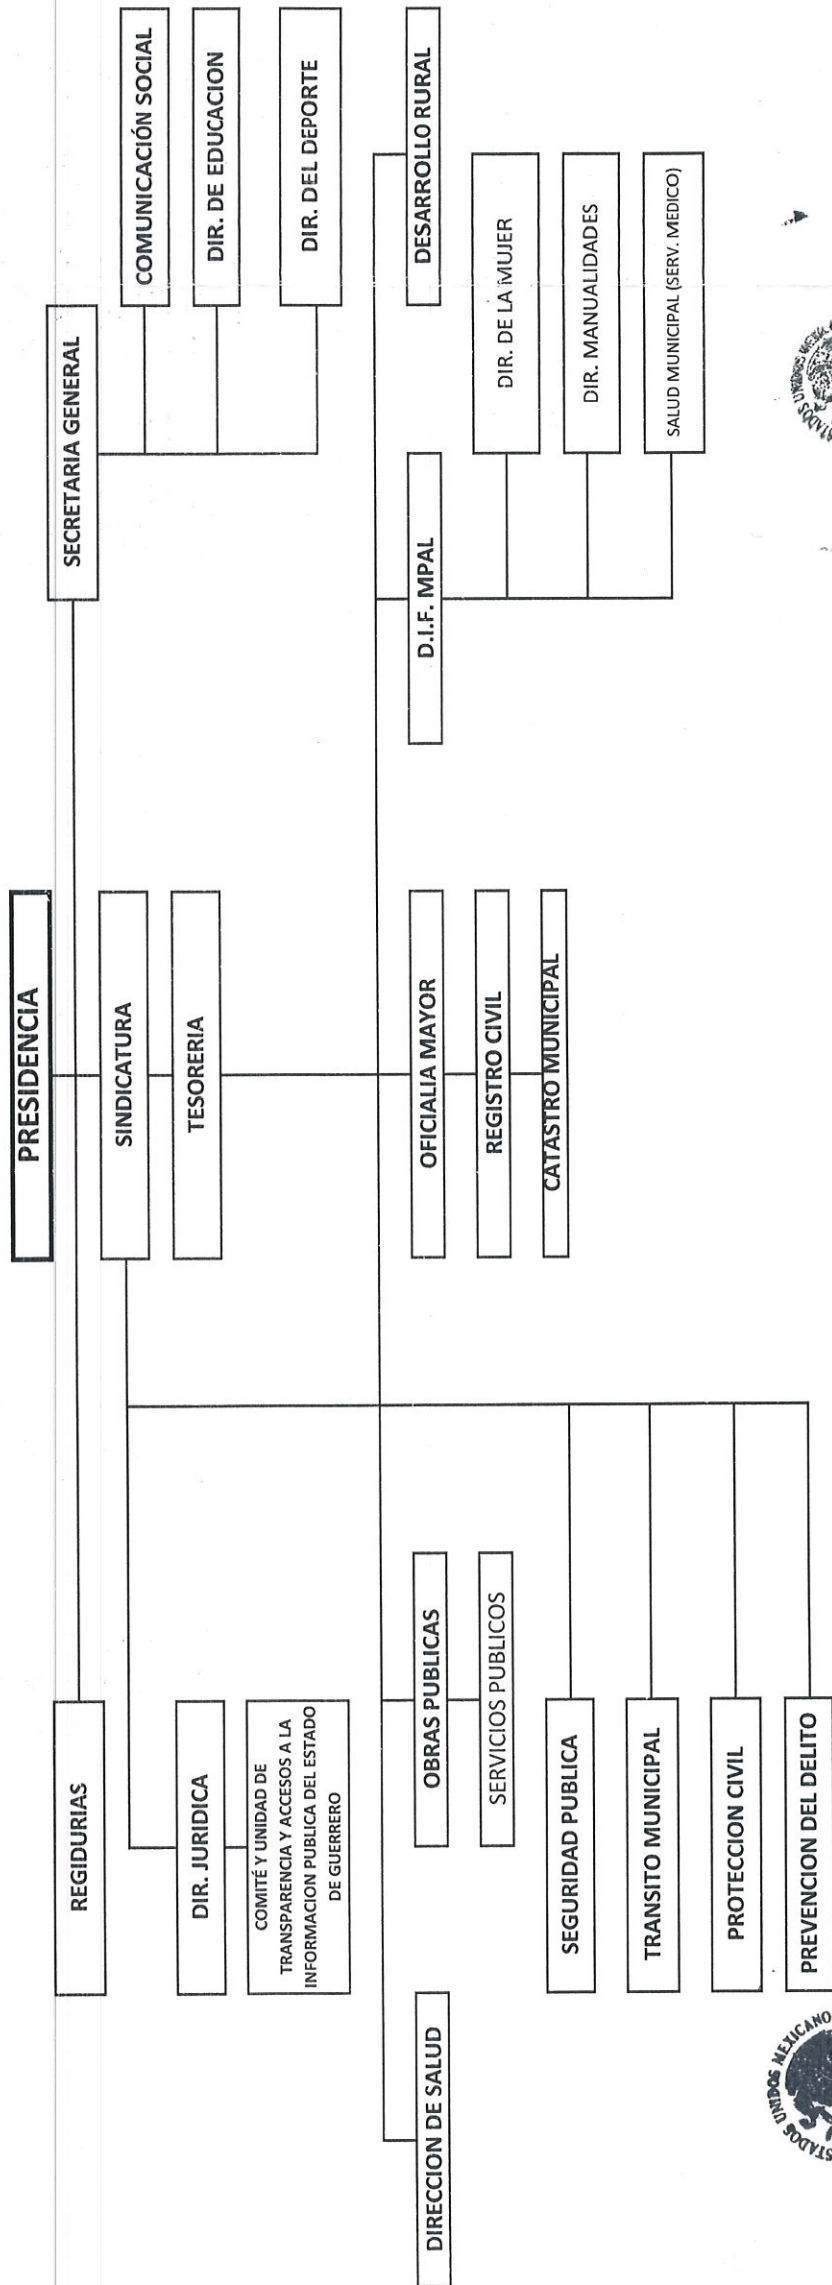 PRESIDENCIA
REGIDURIAS
SECRETARIA GENERAL
SINDICATURA
TESORERIA
COMUNICACIÓN SOCIAL
DIR. DE EDUCACION
DIR. DEL DEPORTE
DIR. JURIDICA
COMITÉ Y UNIDAD DE
TRANSPARENCIA Y ACCESOS A LA
INFORMACION PUBLICA DEL ESTADO
DE GUERRERO
DIRECCION DE SALUD
OBRAS PUBLICAS
SERVICIOS PUBLICOS
OFICIALIA MAYOR
REGISTRO CIVIL
CATASTRO MUNICIPAL
D.I.F. MPAL
DESARROLLO RURAL
DIR. DE LA MUJER
DIR. MANUALIDADES
SALUD MUNICIPAL (SERV. MEDICO)
SEGURIDAD PUBLICA
TRANSITO MUNICIPAL
PROTECCION CIVIL
PREVENCION DEL DELITO
ESTADOS UNIDOS MEXICANO
UNIDOS